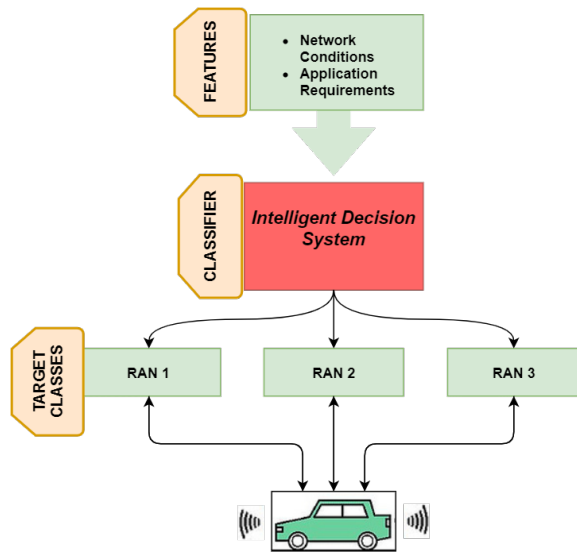 FEATURES
• Network
Conditions
• Application
Requirements
CLASSIFIER
Intelligent Decision
System
TARGET
CLASSES
RAN 1
RAN 2
RAN 3